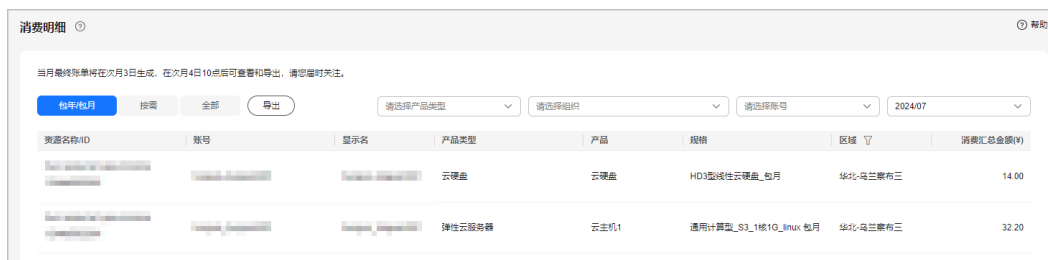 消费明细
帮助
当月最终账单将在次月3日生成，在次月4日10点后可查看和导出，请您届时关注。
包年/包月 按需 全部 导出 请选择产品类型 请选择组织 请选择账号 2024/07
资源名称/ID 账号 显示名 产品类型 产品 规格 区域 消费汇总金额(¥)
云硬盘 云硬盘 HD3型线性云硬盘_包月 华北-乌兰察布三 14.00
弹性云服务器 云主机1 通用计算型_S3_1核1G_linux 包月 华北-乌兰察布三 32.20